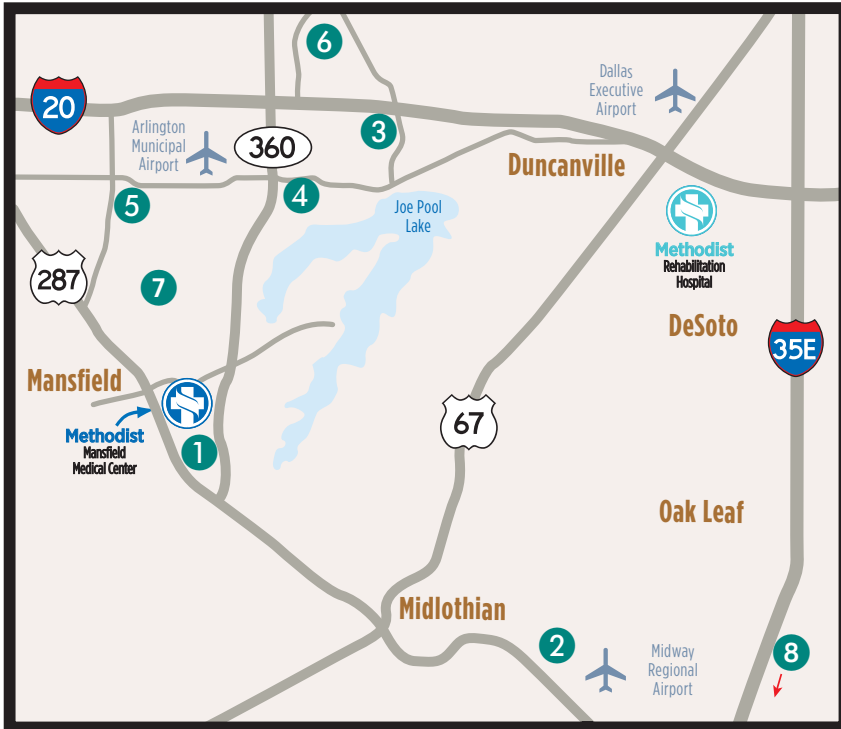 6
20
Dallas
Executive
Airport
Arlington
Municipal
Airport
360
3
Duncanville
5
4
Joe Pool
Lake
Methodist
Rehabilitation
Hospital
287
7
DeSoto
35E
Mansfield
67
Methodist
Mansfield
Medical Center
1
Oak Leaf
Midlothian
2
Midway
Regional
Airport
8